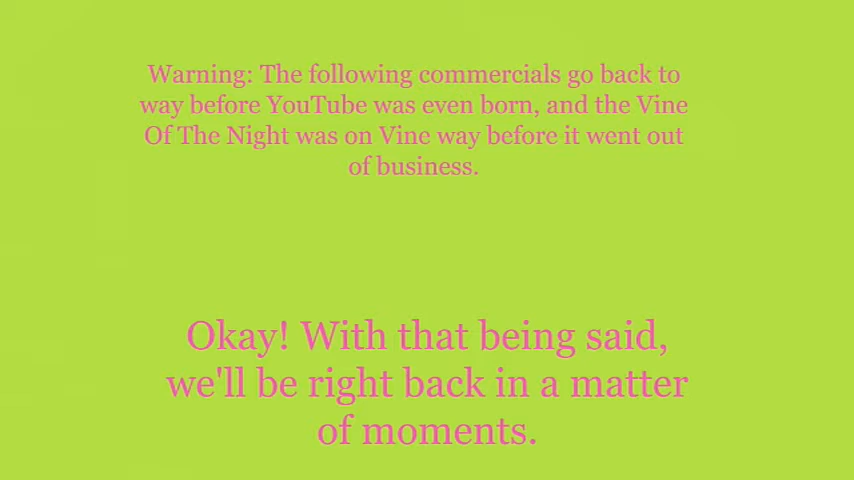 Warning: The following commercials go back to
way before YouTube was even born, and the Vine
Of The Night was on Vine way before it went out
of business.
Okay! With that being said,
we'll be right back in a matter
of moments.